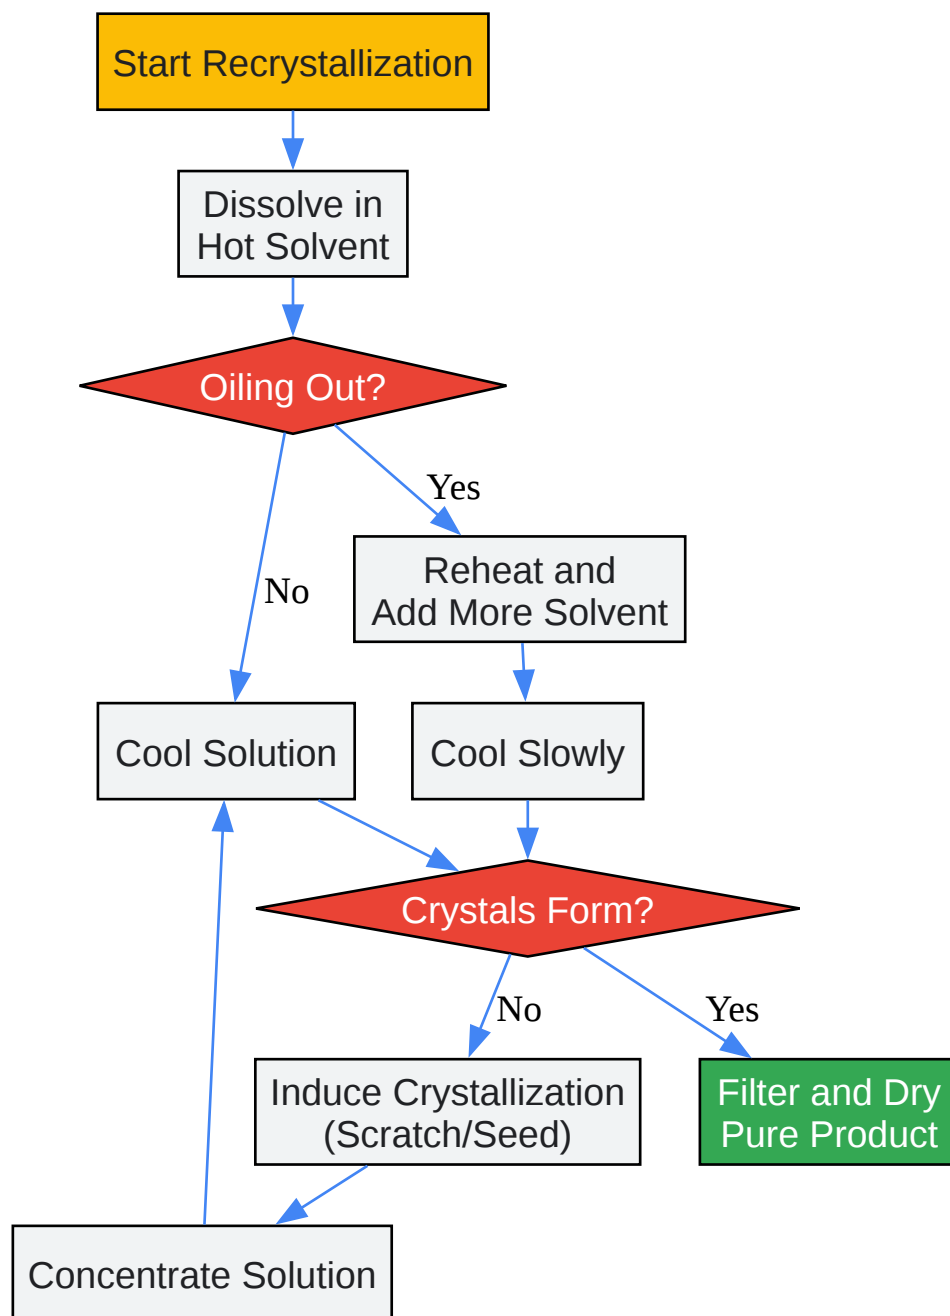 Start Recrystallization
Dissolve in
Hot Solvent
Oiling Out?
Yes
No
Reheat and
Add More Solvent
Cool Solution
Cool Slowly
Crystals Form?
No
Yes
Induce Crystallization
(Scratch/Seed)
Filter and Dry
Pure Product
Concentrate Solution